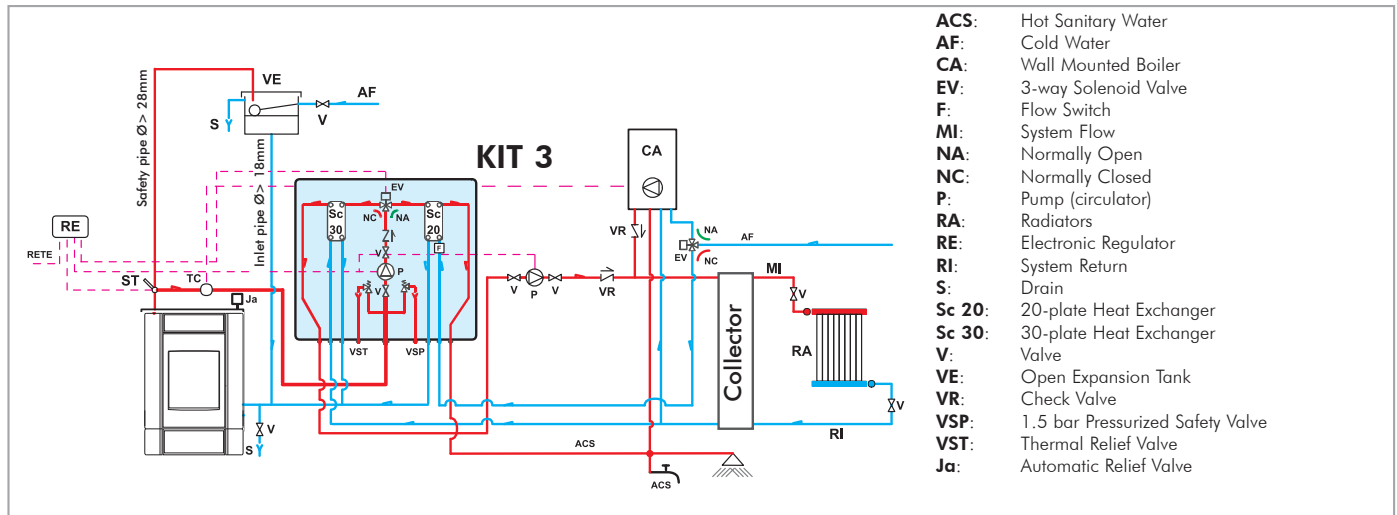 VE
AF
S
V
Safety pipe Ø> 28mm
Inlet pipe Ø> 18mm
KIT 3
CA
EV
NC
NA
Sc
30
Sc
20
F
V
P
V
RE
RETE
ST
TC
Ja
VST
VSP
V
P
V
VR
VR
NA
EV
NC
AF
MI
V
RA
Collector
V
RI
V
S
ACS
ACS
ACS: Hot Sanitary Water
AF: Cold Water
CA: Wall Mounted Boiler
EV: 3-way Solenoid Valve
F: Flow Switch
MI: System Flow
NA: Normally Open
NC: Normally Closed
P: Pump (circulator)
RA: Radiators
RE: Electronic Regulator
RI: System Return
S: Drain
Sc 20: 20-plate Heat Exchanger
Sc 30: 30-plate Heat Exchanger
V: Valve
VE: Open Expansion Tank
VR: Check Valve
VSP: 1.5 bar Pressurized Safety Valve
VST: Thermal Relief Valve
Ja: Automatic Relief Valve